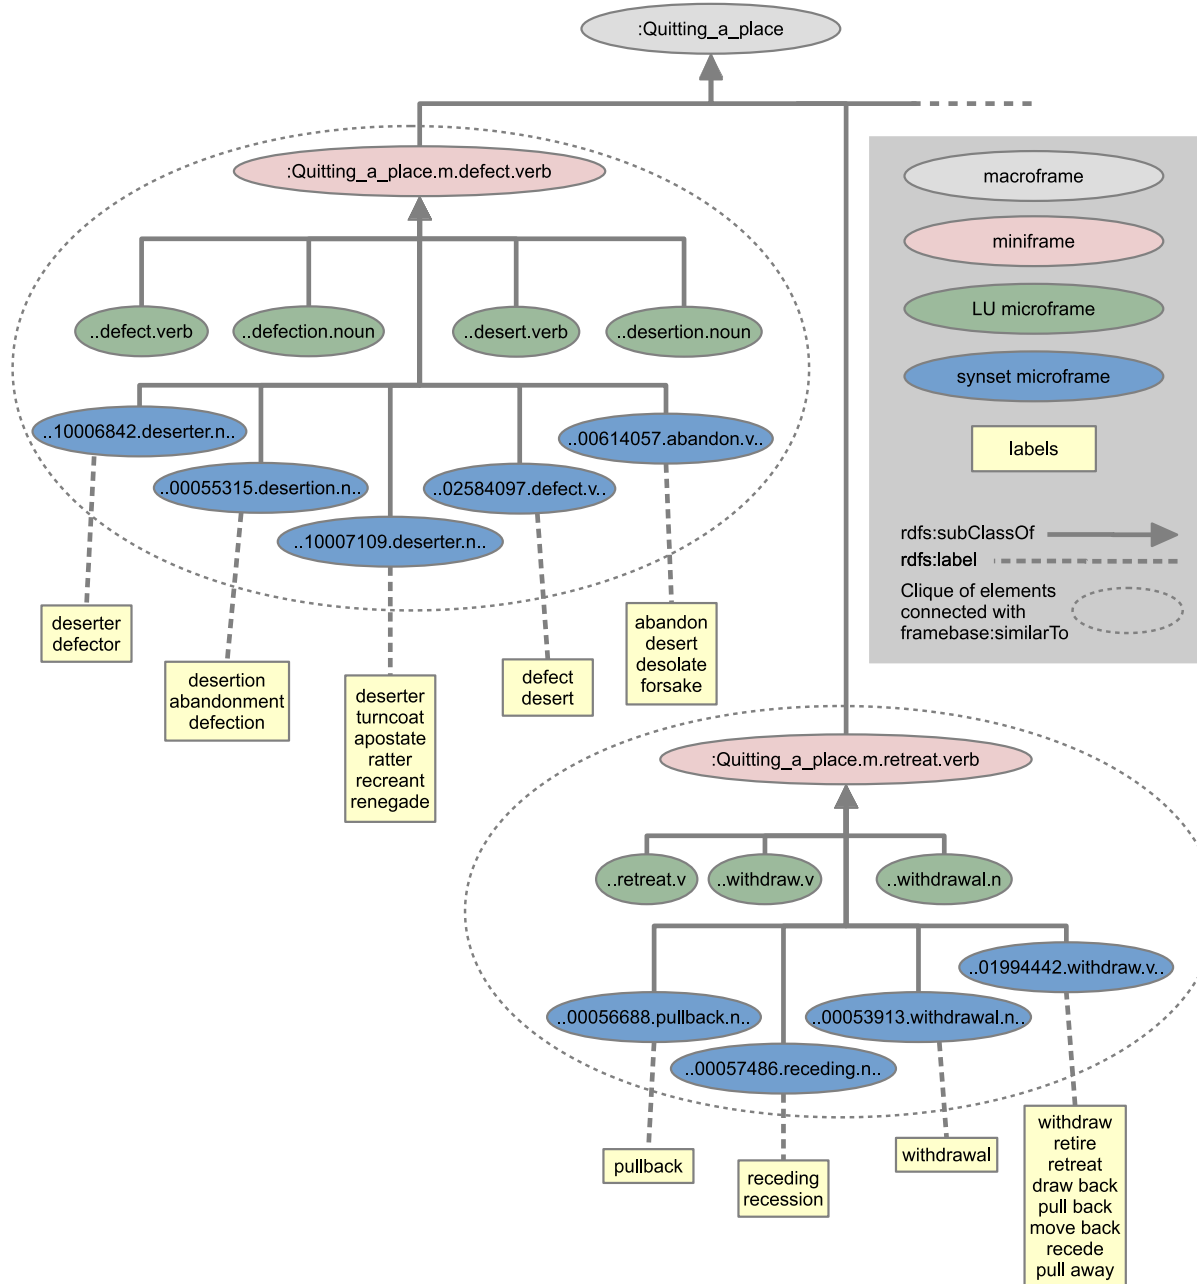 :Quitting_a_place
:Quitting_a_place.m.defect.verb
..defect.verb
..defection.noun
..desert.verb
..desertion.noun
..10006842.deserter.n..
..00055315.desertion.n..
..10007109.deserter.n..
..02584097.defect.v..
..00614057.abandon.v..
deserter
defector
desertion
abandonment
defection
deserter
turncoat
apostate
ratter
recreant
renegade
defect
desert
abandon
desert
desolate
forsake
macroframe
miniframe
LU microframe
synset microframe
labels
rdfs:subClassOf
rdfs:label
Clique of elements
connected with
framebase:similarTo
:Quitting_a_place.m.retreat.verb
..retreat.v
..withdraw.v
..withdrawal.n
..00056688.pullback.n..
..00057486.receding.n..
..00053913.withdrawal.n..
..01994442.withdraw.v..
pullback
receding
recession
withdrawal
withdraw
retire
retreat
draw back
pull back
move back
recede
pull away